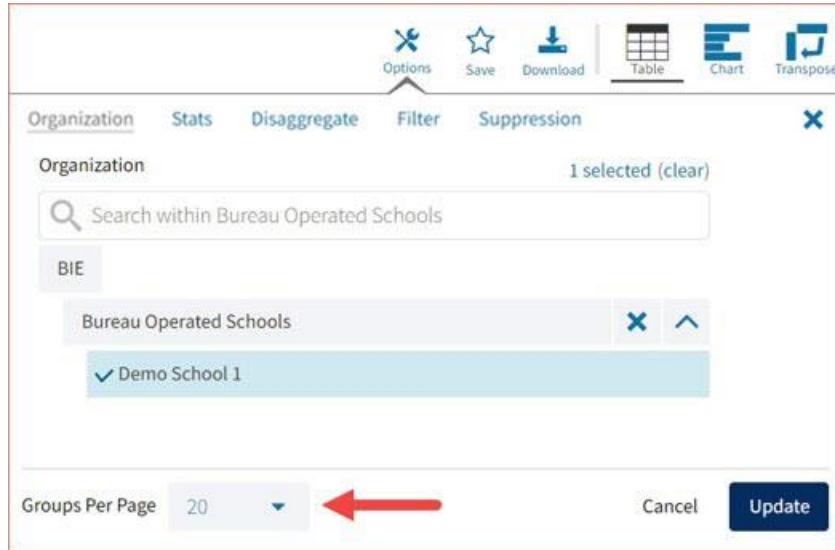 Options Save Download Table Chart Transpose
Organization Stats Disaggregate Filter Suppression
Organization 1 selected (clear)
Search within Bureau Operated Schools
BIE
Bureau Operated Schools
Demo School 1
Groups Per Page 20 Cancel Update